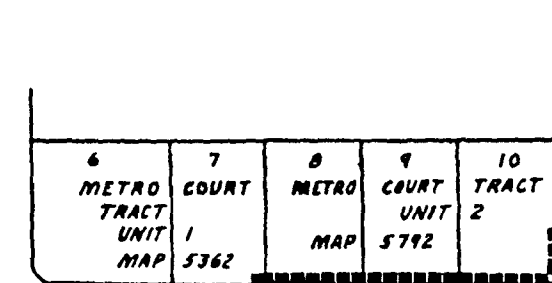 6 7 8 9 10
METRO COURT METRO COURT TRACT
TRACT UNIT 2
UNIT 1
MAP 5362 MAP 5792